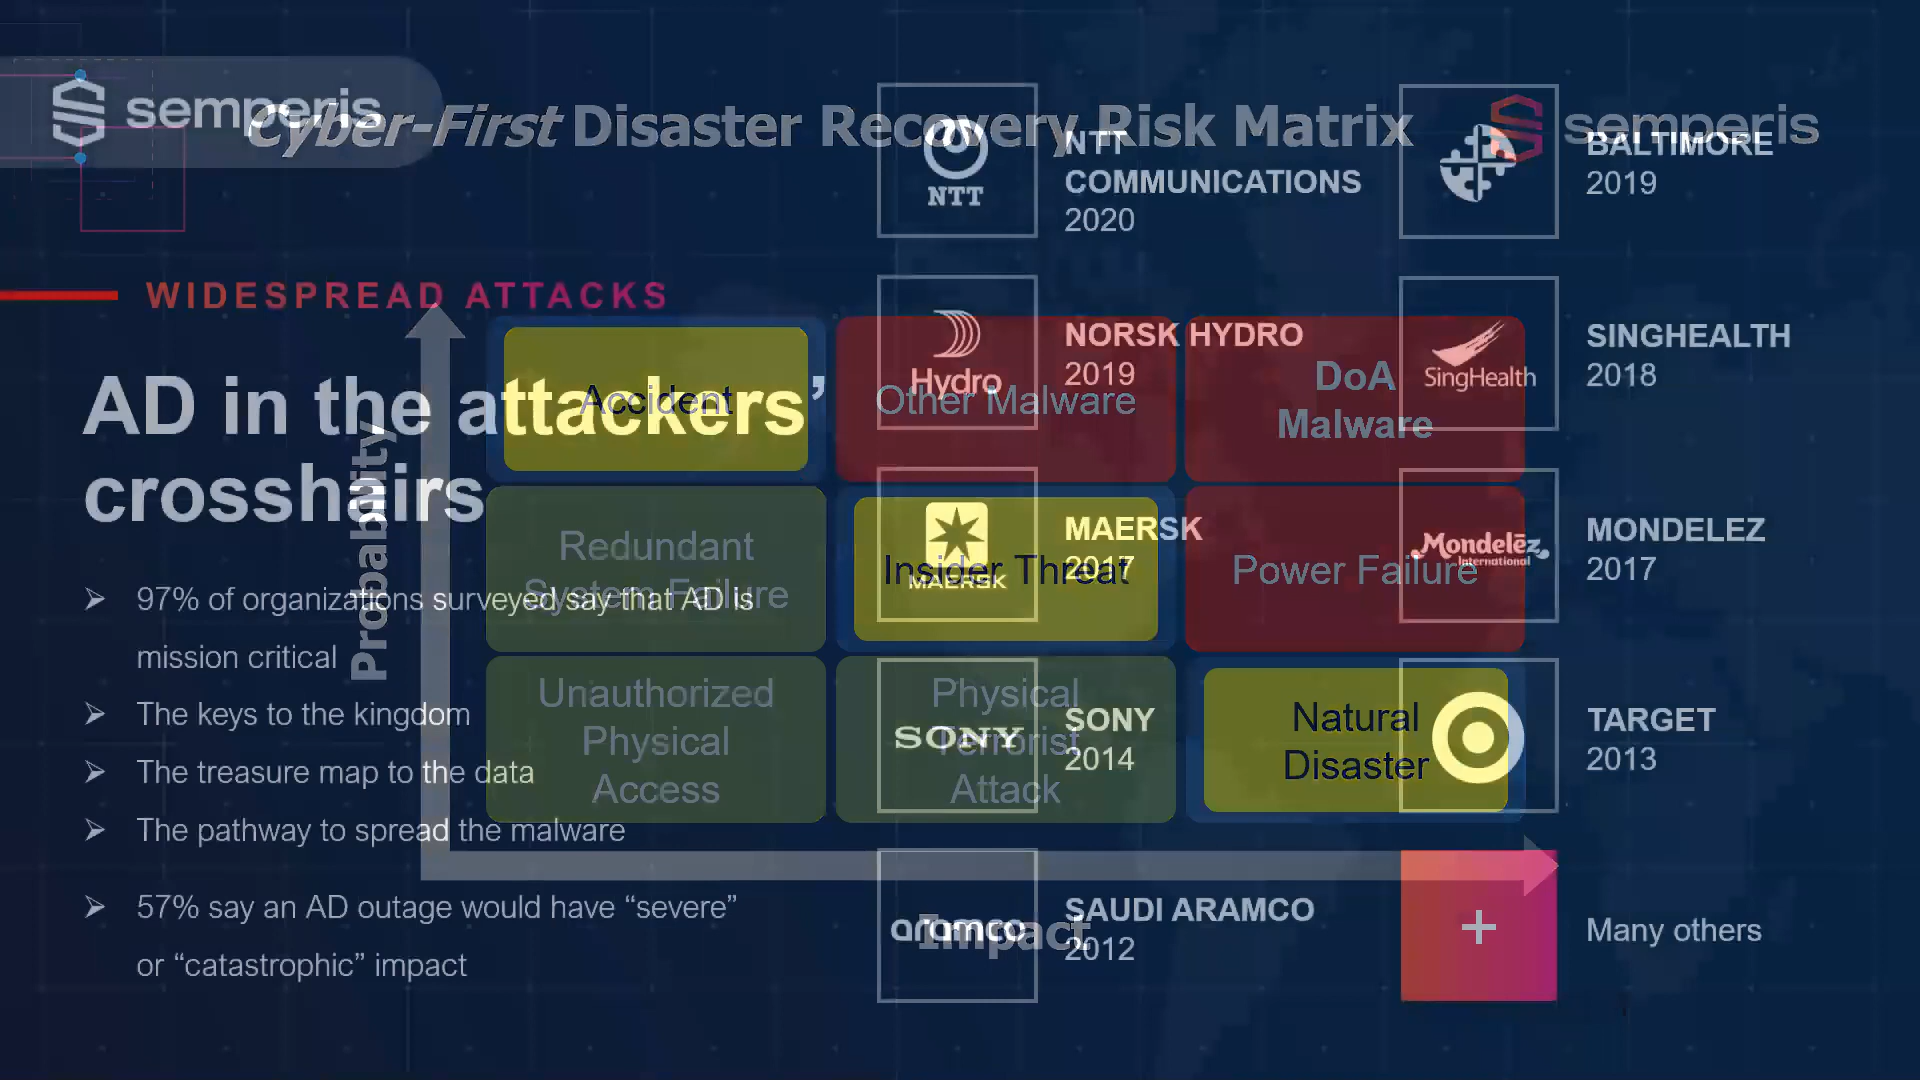 semperis
Cyber-First Disaster Recovery Risk Matrix
semperis
WIDESPREAD ATTACKS
AD in the attackers’
crosshairs
➢ 97% of organizations surveyed say that AD is
mission critical
➢ The keys to the kingdom
➢ The treasure map to the data
➢ The pathway to spread the malware
➢ 57% say an AD outage would have “severe”
or “catastrophic” impact
NTT
NTT
COMMUNICATIONS
2020
BALTIMORE
2019
Hydro
NORSK HYDRO
2019
SingHealth
SINGHEALTH
2018
MAERSK
MAERSK
2017
Mondelēz
International
MONDELEZ
2017
SONY
SONY
2014
TARGET
2013
aramco
SAUDI ARAMCO
2012
+
Many others
Probability
Accident
Other Malware
DoA
Malware
Redundant
System Failure
Insider Threat
Power Failure
Unauthorized
Physical
Access
Physical
Terrorist
Attack
Natural
Disaster
Impact